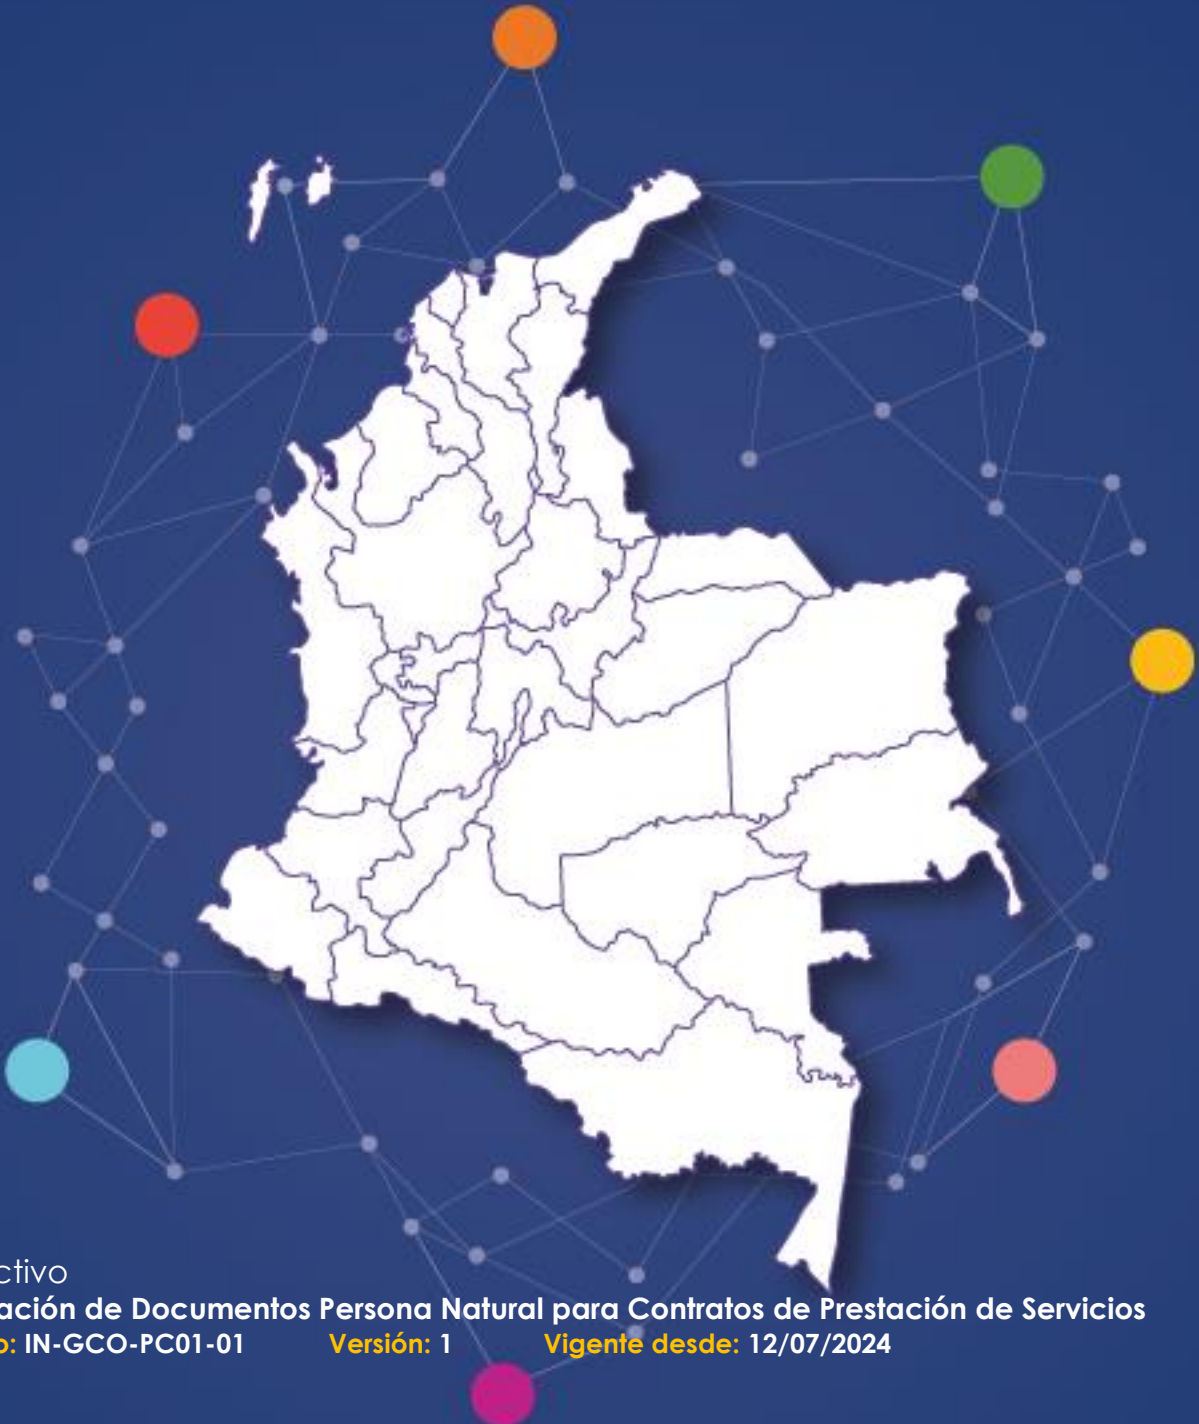 ctivo
ación de Documentos Persona Natural para Contratos de Prestación de Servicios
o: IN-GCO-PC01-01 Versión: 1 Vigente desde: 12/07/2024